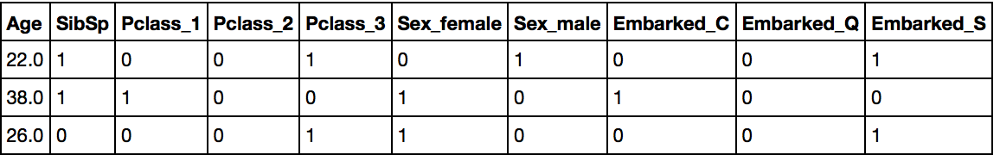 Age SibSp Pclass_1 Pclass_2 Pclass_3 Sex_female Sex_male Embarked_C Embarked_Q Embarked_S
22.0 1 0 0 1 0 1 0 0 1
38.0 1 1 0 0 1 0 1 0 0
26.0 0 0 0 1 1 0 0 0 1